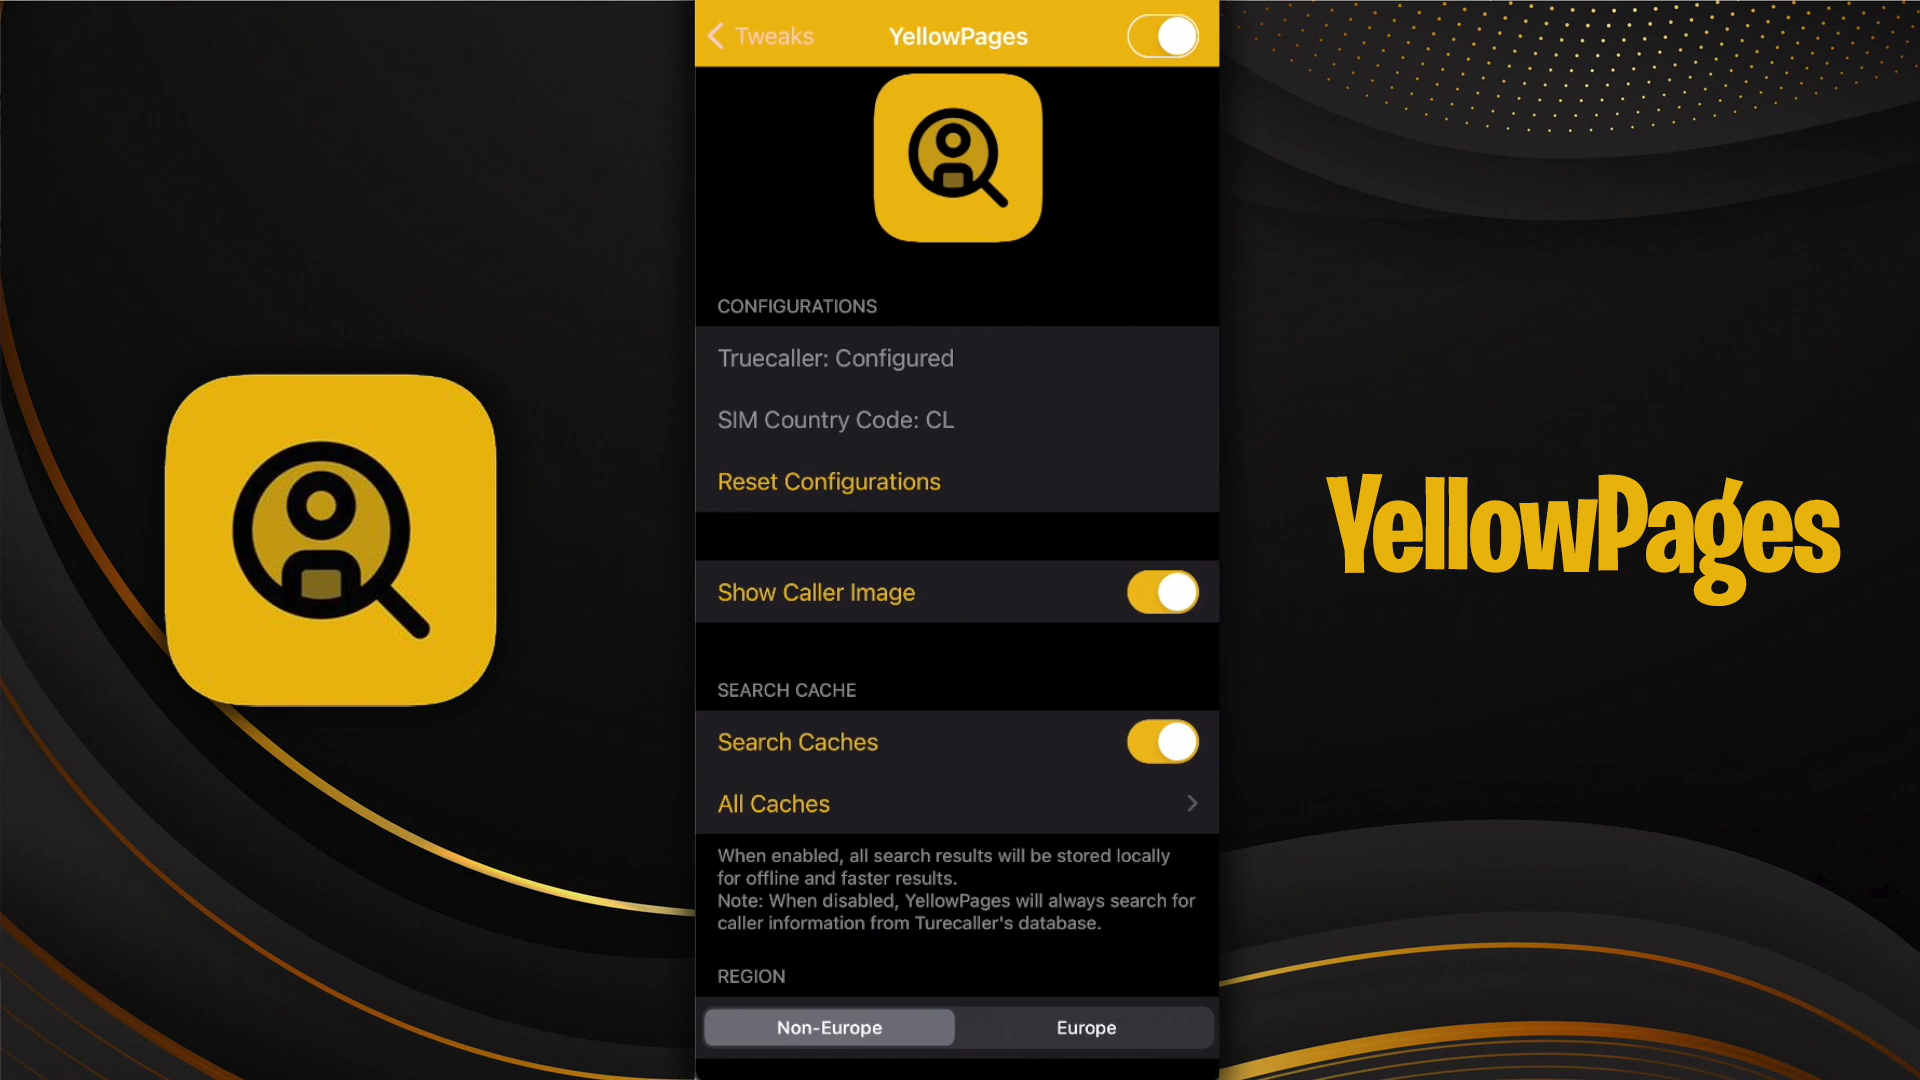 Tweaks
YellowPages
CONFIGURATIONS
Truecaller: Configured
SIM Country Code: CL
Reset Configurations
Show Caller Image
SEARCH CACHE
Search Caches
All Caches
When enabled, all search results will be stored locally
for offline and faster results.
Note: When disabled, YellowPages will always search for
caller information from Turecaller's database.
REGION
Non-Europe
Europe
YellowPages